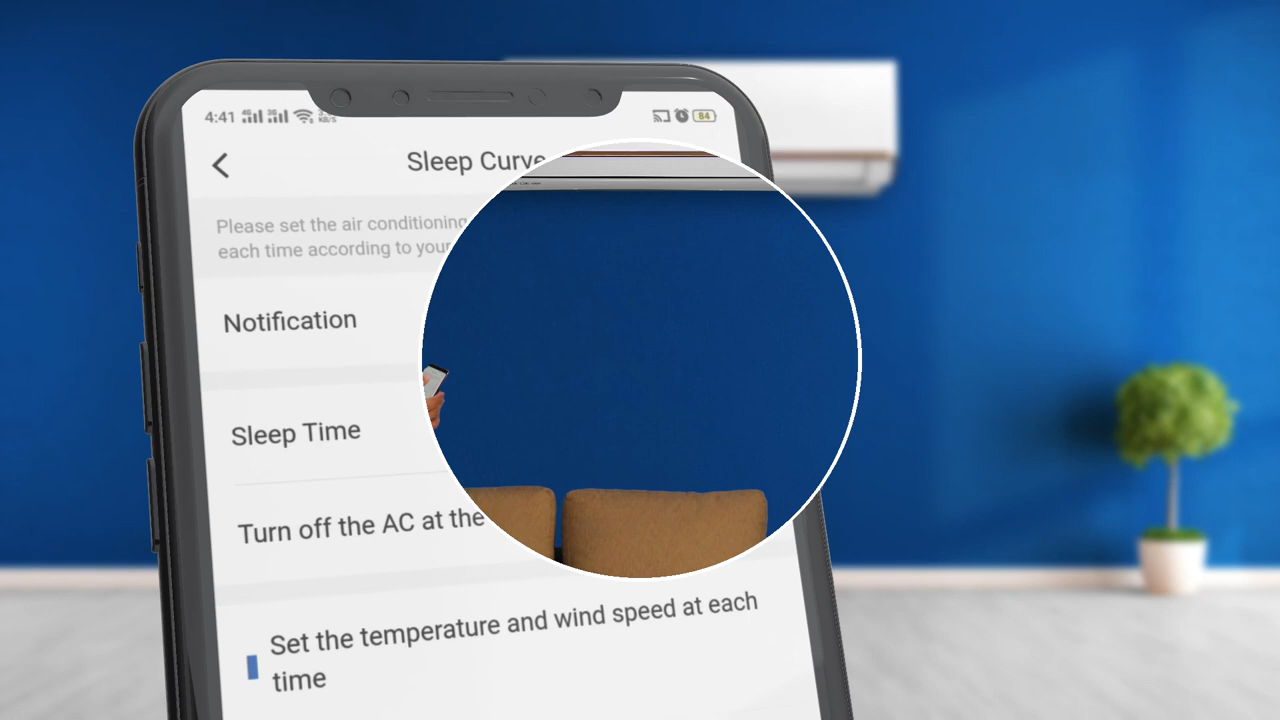 4:41 84
Sleep Curve
Please set the air conditioning
each time according to your
Notification
Sleep Time
Turn off the AC at the
Set the temperature and wind speed at each
time